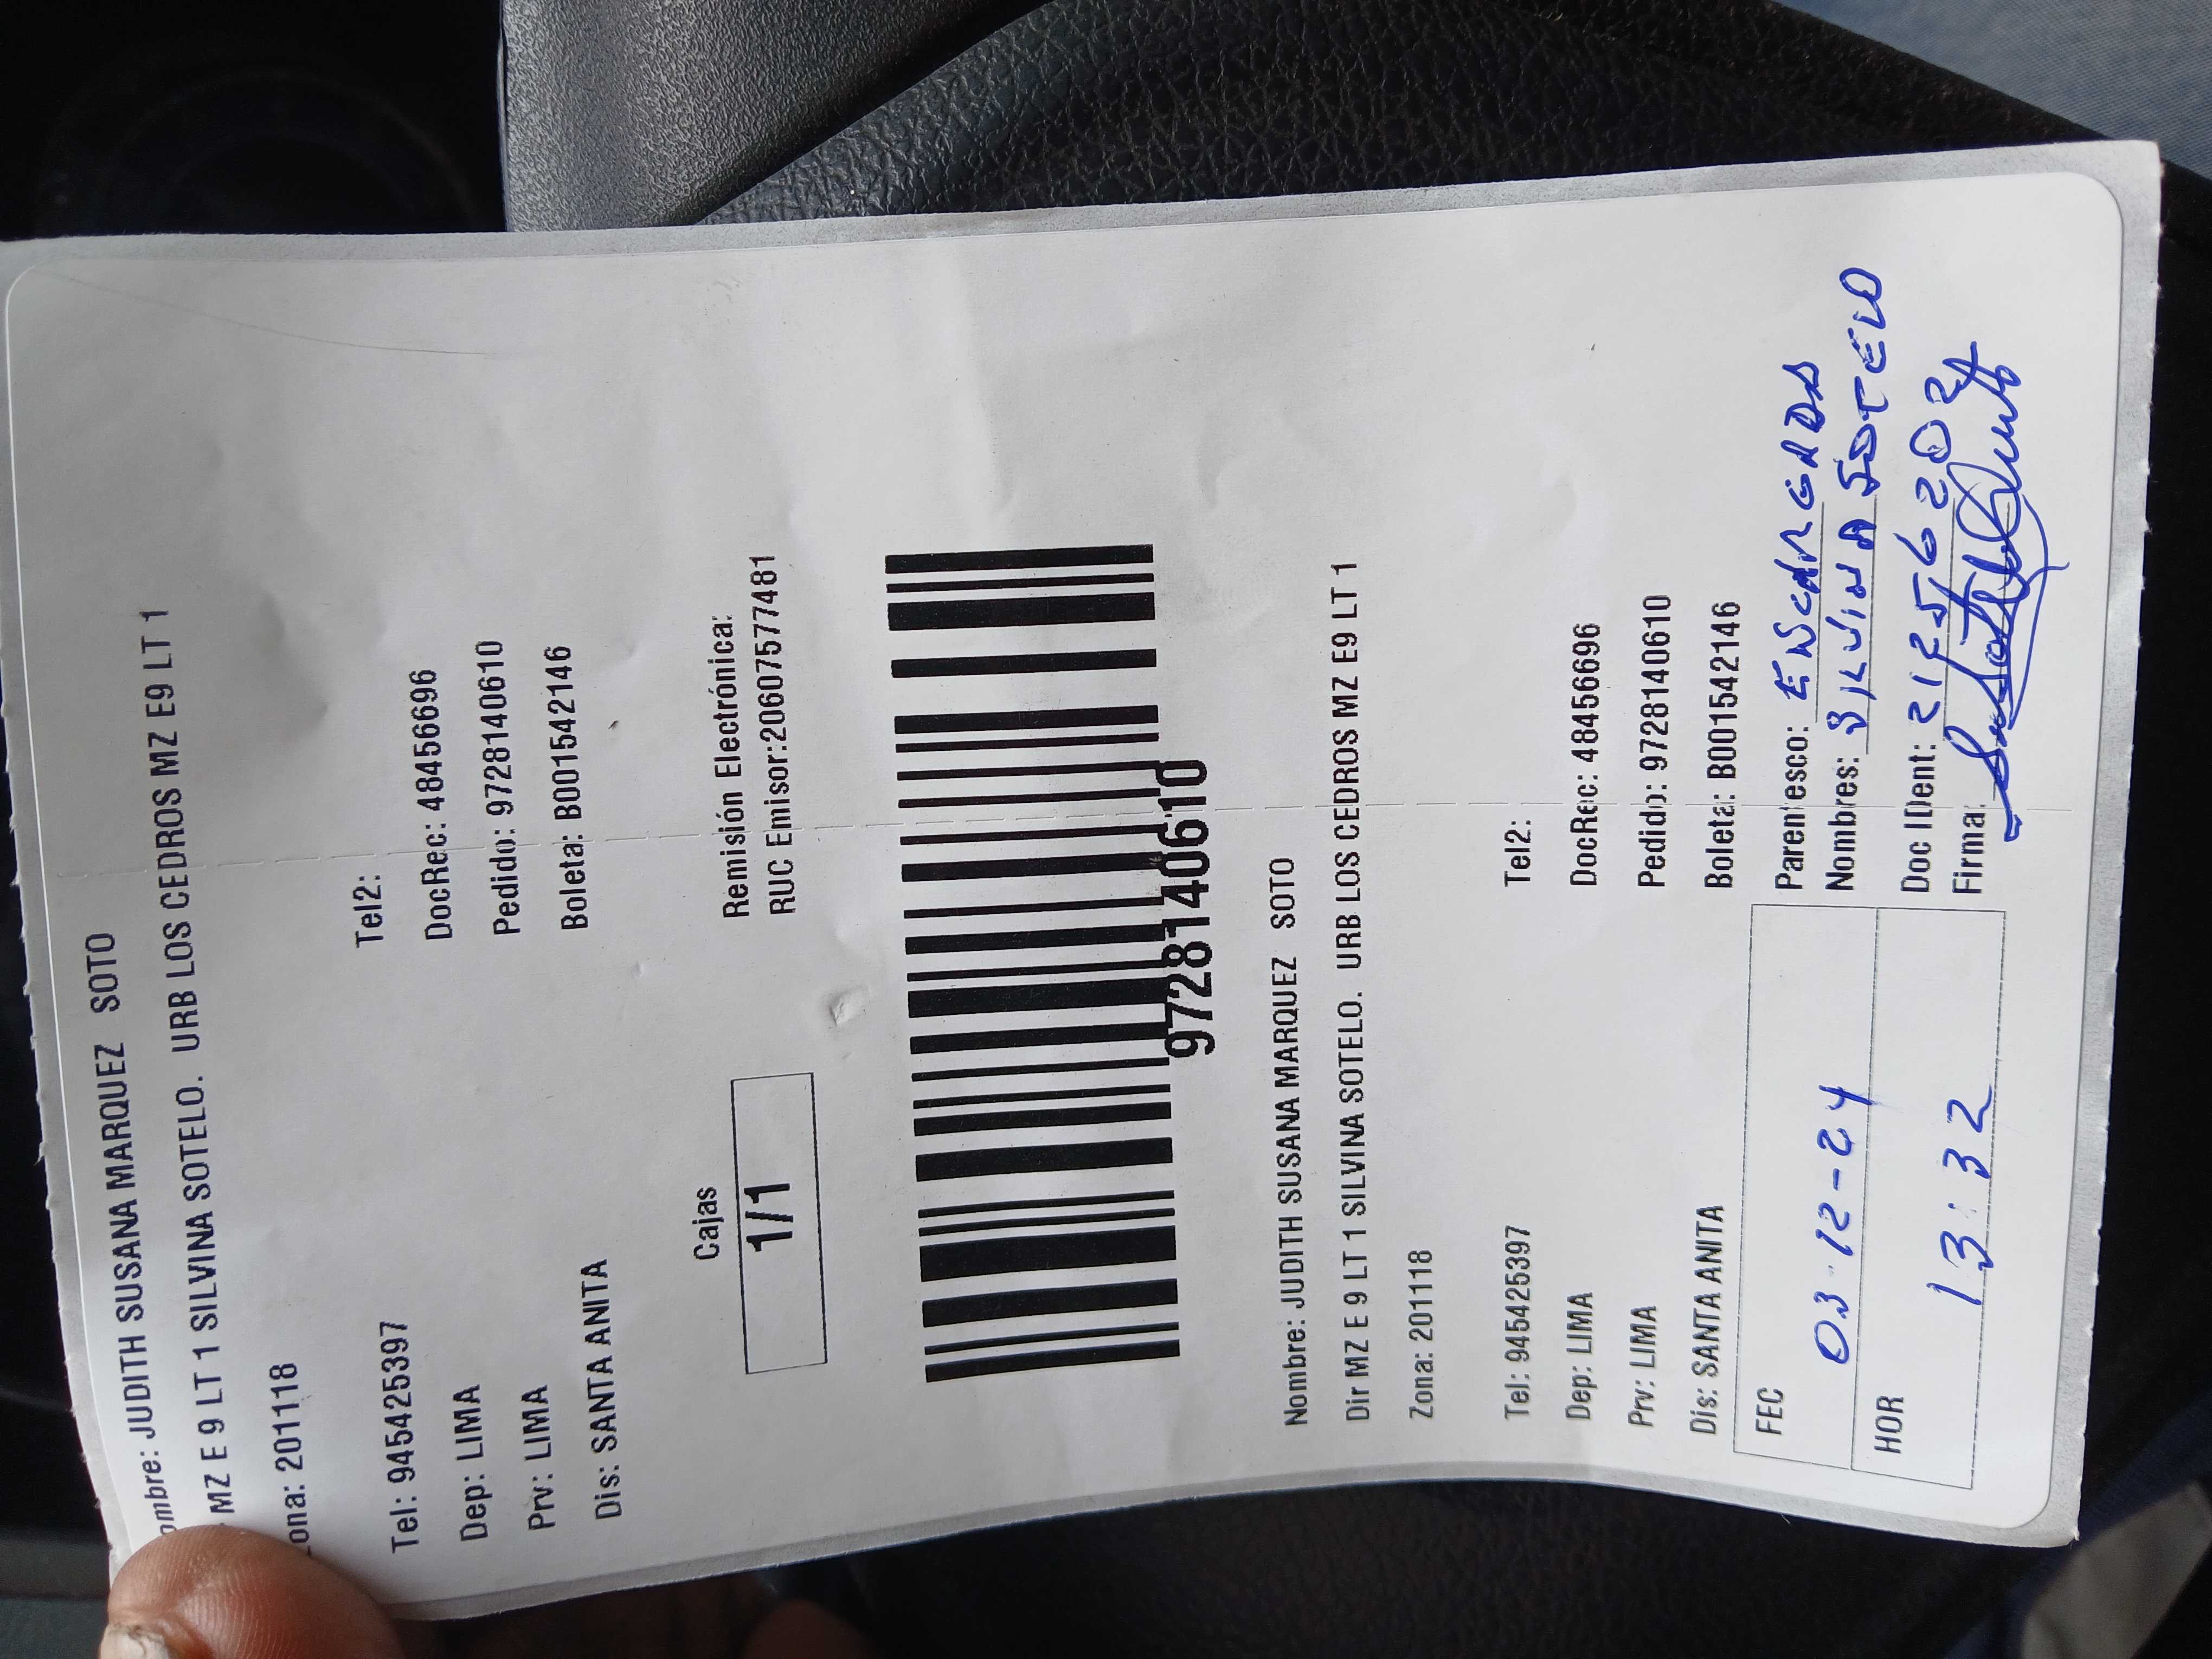 ombre: JUDITH SUSANA MARQUEZ SOTO
MZ E 9 LT 1 SILVINA SOTELO. URB LOS CEDROS MZ E9 LT 1
ona: 201118
Tel: 945425397 Tel2:
Dep: LIMA DocRec: 48456696
Prv: LIMA Pedido: 9728140610
Dis: SANTA ANITA Boleta: B001542146
Cajas
1/1
Remisión Electrónica:
RUC Emisor:20607577481
9728140610
Nombre: JUDITH SUSANA MARQUEZ SOTO
Dir MZ E 9 LT 1 SILVINA SOTELO. URB LOS CEDROS MZ E9 LT 1
Zona: 201118
Tel: 945425397 Tel2:
Dep: LIMA DocRec: 48456696
Prv: LIMA Pedido: 9728140610
Dis: SANTA ANITA Boleta: B001542146
FEC 03-12-24
HOR 13:32
Parentesco: ENCARGADA
Nombres: SILVINA SOTELO
Doc IDent: 21256202
Firma: